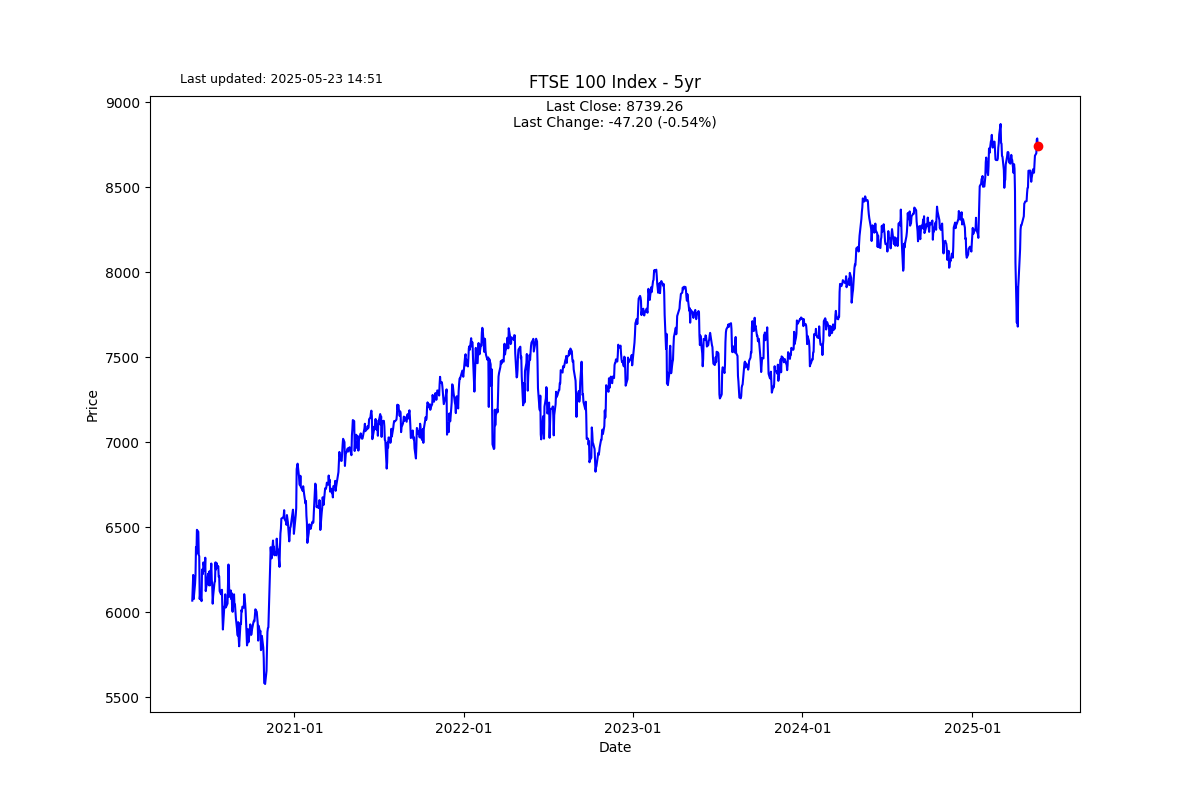 Last updated: 2025-05-23 14:51
FTSE 100 Index - 5yr
Last Close: 8739.26
Last Change: -47.20 (-0.54%)
Price
9000
8500
8000
7500
7000
6500
6000
5500
2021-01
2022-01
2023-01
2024-01
2025-01
Date